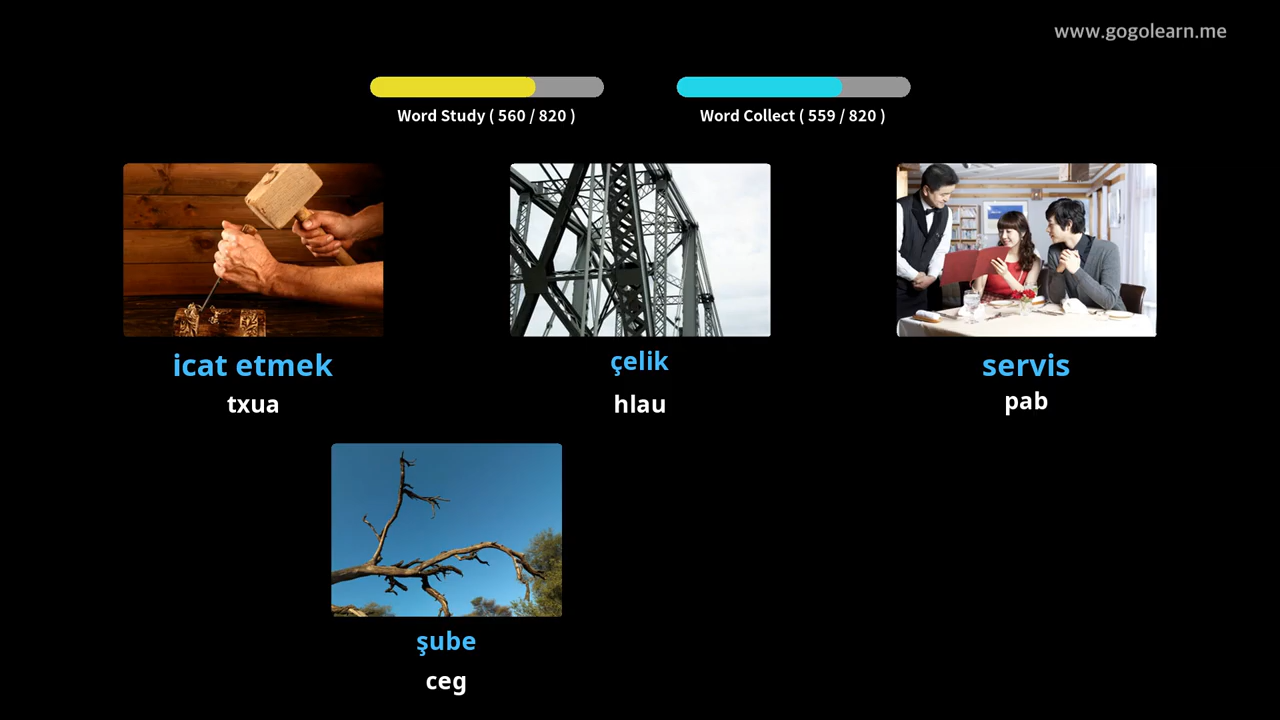 www.gogolearn.me
Word Study ( 560 / 820 )
Word Collect ( 559 / 820 )
icat etmek
txua
çelik
hlau
servis
pab
şube
ceg